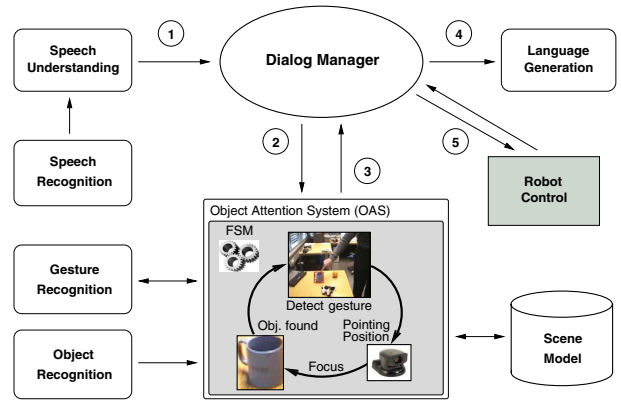 Speech
Understanding
1
Dialog Manager
4
Language
Generation
Speech
Recognition
2
3
5
Robot
Control
Object Attention System (OAS)
FSM
Detect gesture
Gesture
Recognition
Obj. found
Pointing
Position
Focus
Object
Recognition
Scene
Model